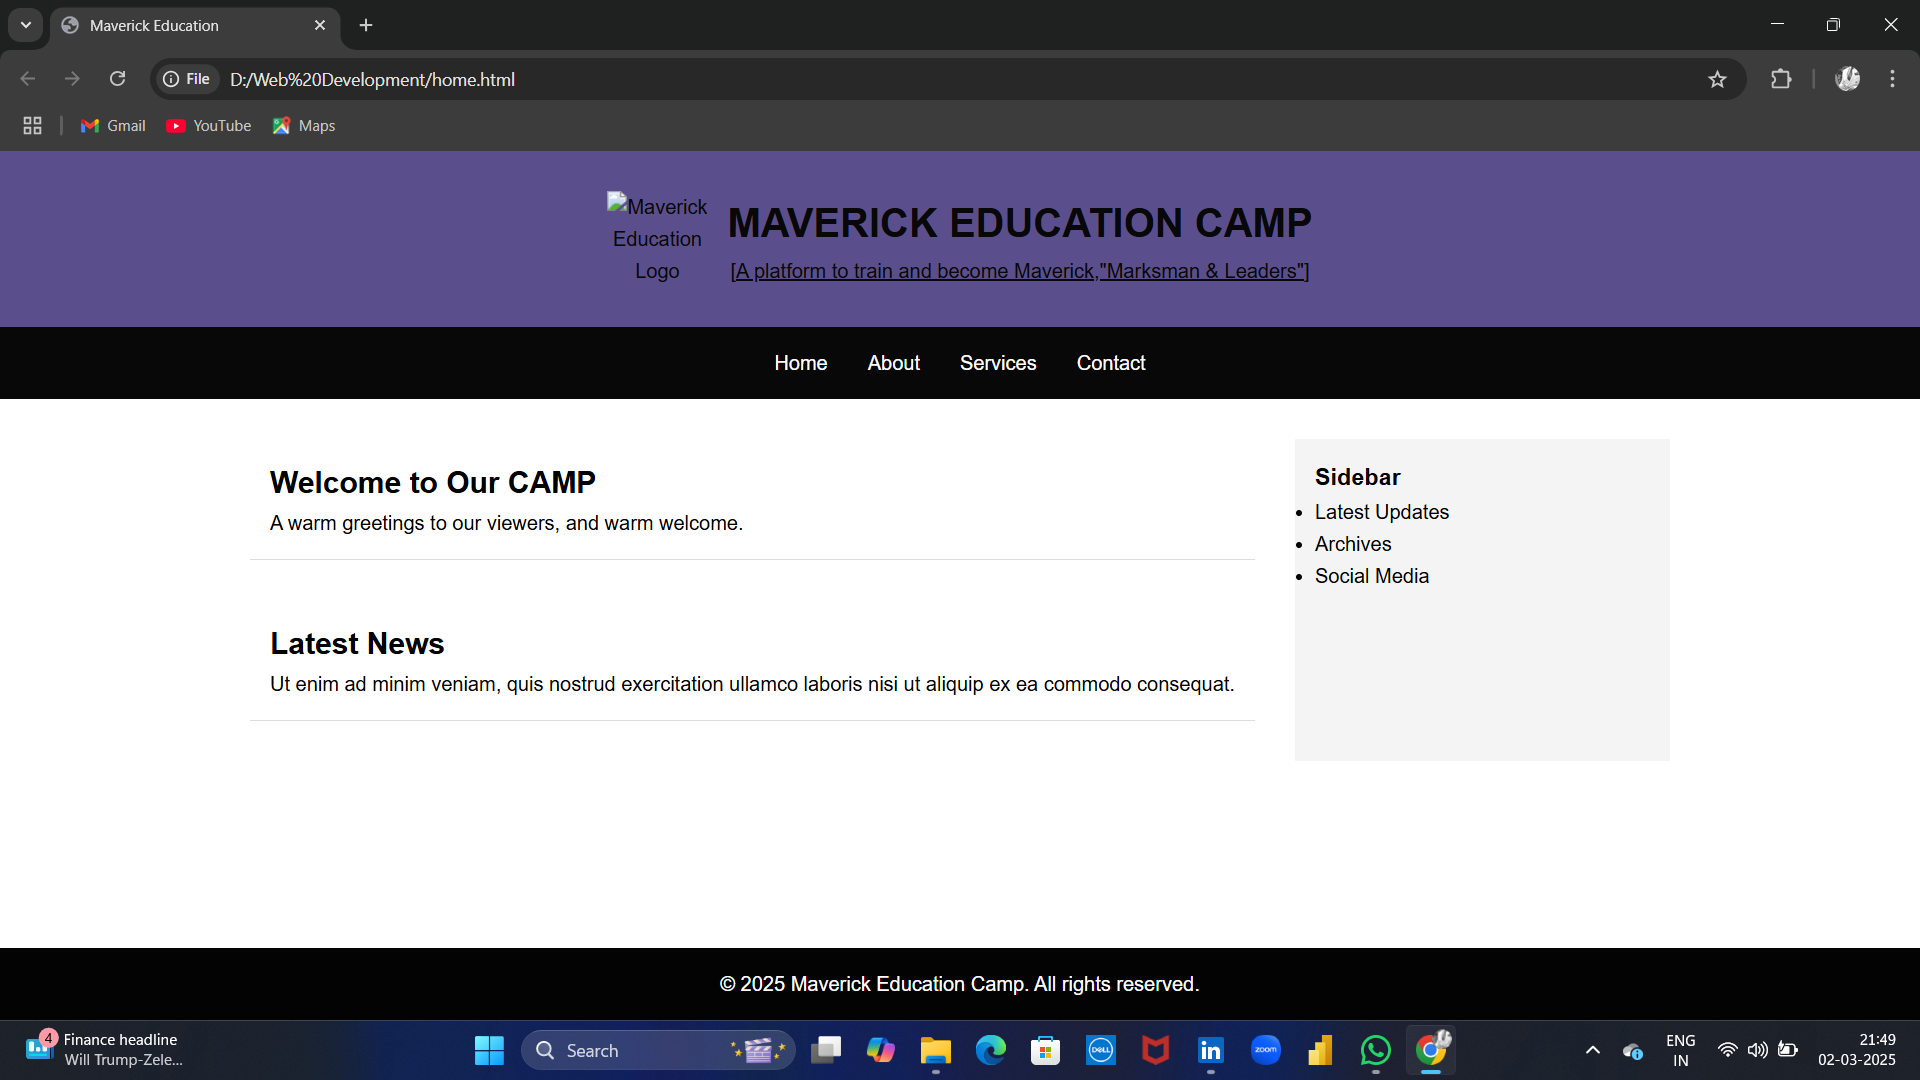 Maverick Education
File
D:/Web%20Development/home.html
Gmail
YouTube
Maps
Maverick
Education
Logo
MAVERICK EDUCATION CAMP
[A platform to train and become Maverick,"Marksman & Leaders"]
Home
About
Services
Contact
Welcome to Our CAMP
A warm greetings to our viewers, and warm welcome.
Latest News
Ut enim ad minim veniam, quis nostrud exercitation ullamco laboris nisi ut aliquip ex ea commodo consequat.
Sidebar
Latest Updates
Archives
Social Media
© 2025 Maverick Education Camp. All rights reserved.
4
Finance headline
Will Trump-Zele...
Search
DELL
in
zoom
ENG
IN
21:49
02-03-2025